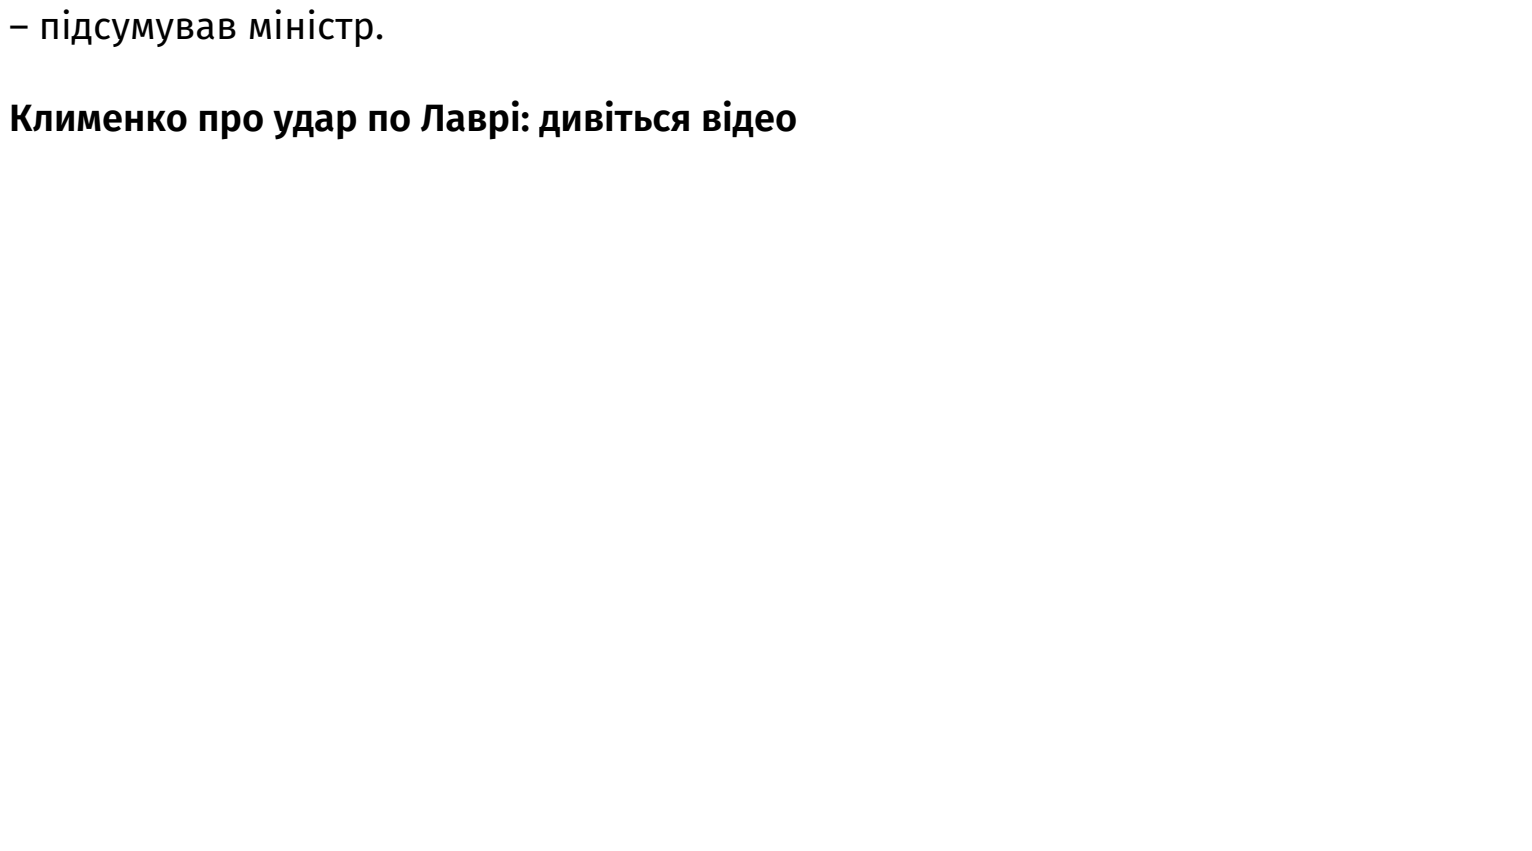 – підсумував міністр.
Клименко про удар по Лаврі: дивіться відео